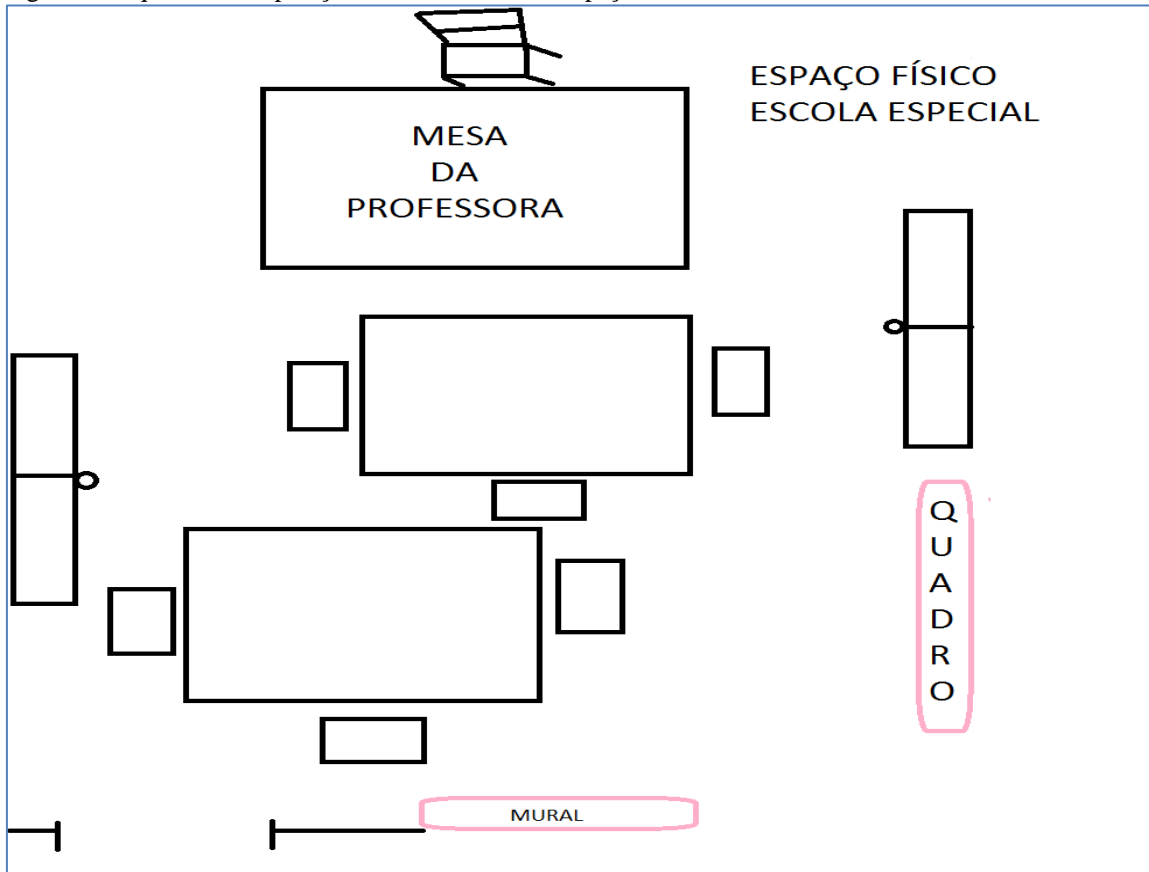 ESPAÇO FÍSICO
ESCOLA ESPECIAL
MESA
DA
PROFESSORA
Q
U
A
D
R
O
MURAL